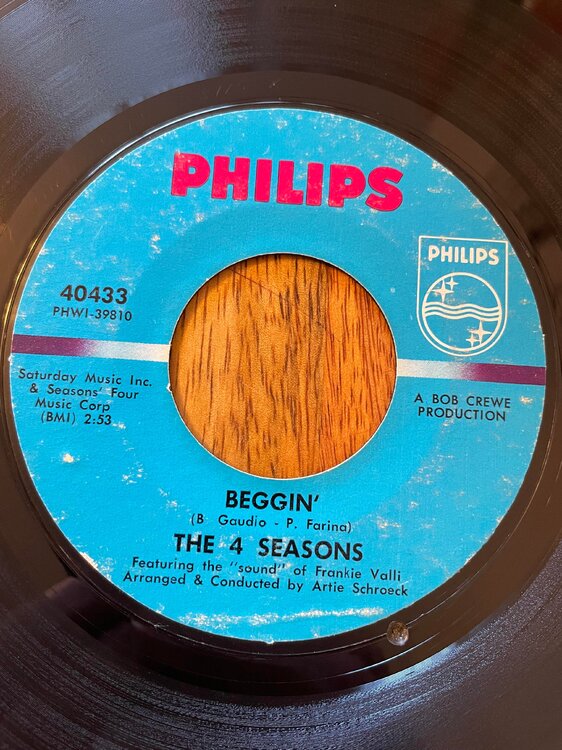 PHILIPS
PHILIPS
40433
PHWI-39810
Saturday Music Inc.
& Seasons' Four
Music Corp
(BMI) 2:53
A BOB CREWE
PRODUCTION
BEGGIN'
(B. Gaudio - P. Farina)
THE 4 SEASONS
Featuring the "sound" of Frankie Valli
Arranged & Conducted by Artie Schroeck